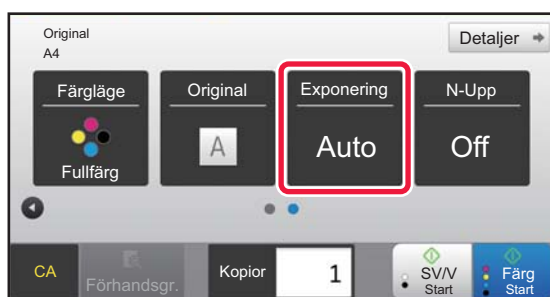 Original
A4
Detaljer
Färgläge
Fullfärg
Original
A
Exponering
Auto
N-Upp
Off
CA
Förhandsgr.
Kopior
1
SV/V
Start
Färg
Start